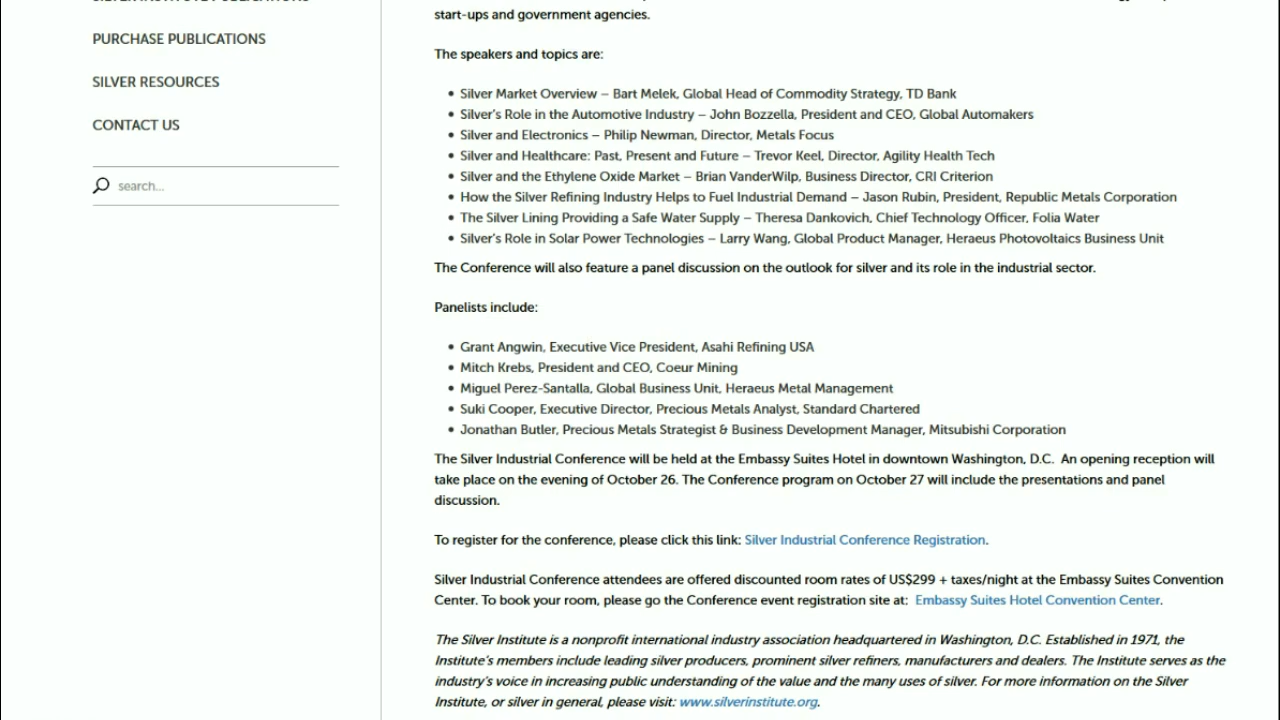 PURCHASE PUBLICATIONS
SILVER RESOURCES
CONTACT US
search...
start-ups and government agencies.
The speakers and topics are:
• Silver Market Overview – Bart Melek, Global Head of Commodity Strategy, TD Bank
• Silver's Role in the Automotive Industry – John Bozzella, President and CEO, Global Automakers
• Silver and Electronics – Philip Newman, Director, Metals Focus
• Silver and Healthcare: Past, Present and Future – Trevor Keel, Director, Agility Health Tech
• Silver and the Ethylene Oxide Market – Brian VanderWilp, Business Director, CRI Criterion
• How the Silver Refining Industry Helps to Fuel Industrial Demand – Jason Rubin, President, Republic Metals Corporation
• The Silver Lining Providing a Safe Water Supply – Theresa Dankovich, Chief Technology Officer, Folia Water
• Silver's Role in Solar Power Technologies – Larry Wang, Global Product Manager, Heraeus Photovoltaics Business Unit
The Conference will also feature a panel discussion on the outlook for silver and its role in the industrial sector.
Panelists include:
• Grant Angwin, Executive Vice President, Asahi Refining USA
• Mitch Krebs, President and CEO, Coeur Mining
• Miguel Perez-Santalla, Global Business Unit, Heraeus Metal Management
• Suki Cooper, Executive Director, Precious Metals Analyst, Standard Chartered
• Jonathan Butler, Precious Metals Strategist & Business Development Manager, Mitsubishi Corporation
The Silver Industrial Conference will be held at the Embassy Suites Hotel in downtown Washington, D.C. An opening reception will
take place on the evening of October 26. The Conference program on October 27 will include the presentations and panel
discussion.
To register for the conference, please click this link: Silver Industrial Conference Registration.
Silver Industrial Conference attendees are offered discounted room rates of US$299 + taxes/night at the Embassy Suites Convention
Center. To book your room, please go the Conference event registration site at: Embassy Suites Hotel Convention Center.
The Silver Institute is a nonprofit international industry association headquartered in Washington, D.C. Established in 1971, the
Institute's members include leading silver producers, prominent silver refiners, manufacturers and dealers. The Institute serves as the
industry's voice in increasing public understanding of the value and the many uses of silver. For more information on the Silver
Institute, or silver in general, please visit: www.silverinstitute.org.